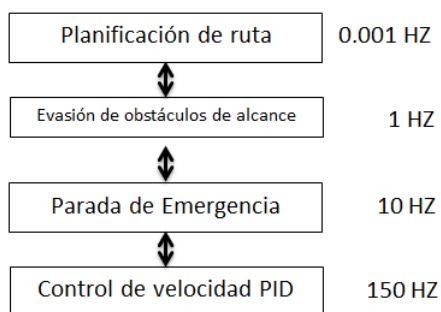 Planificación de ruta 0.001 HZ
Evasión de obstáculos de alcance 1 HZ
Parada de Emergencia 10 HZ
Control de velocidad PID 150 HZ